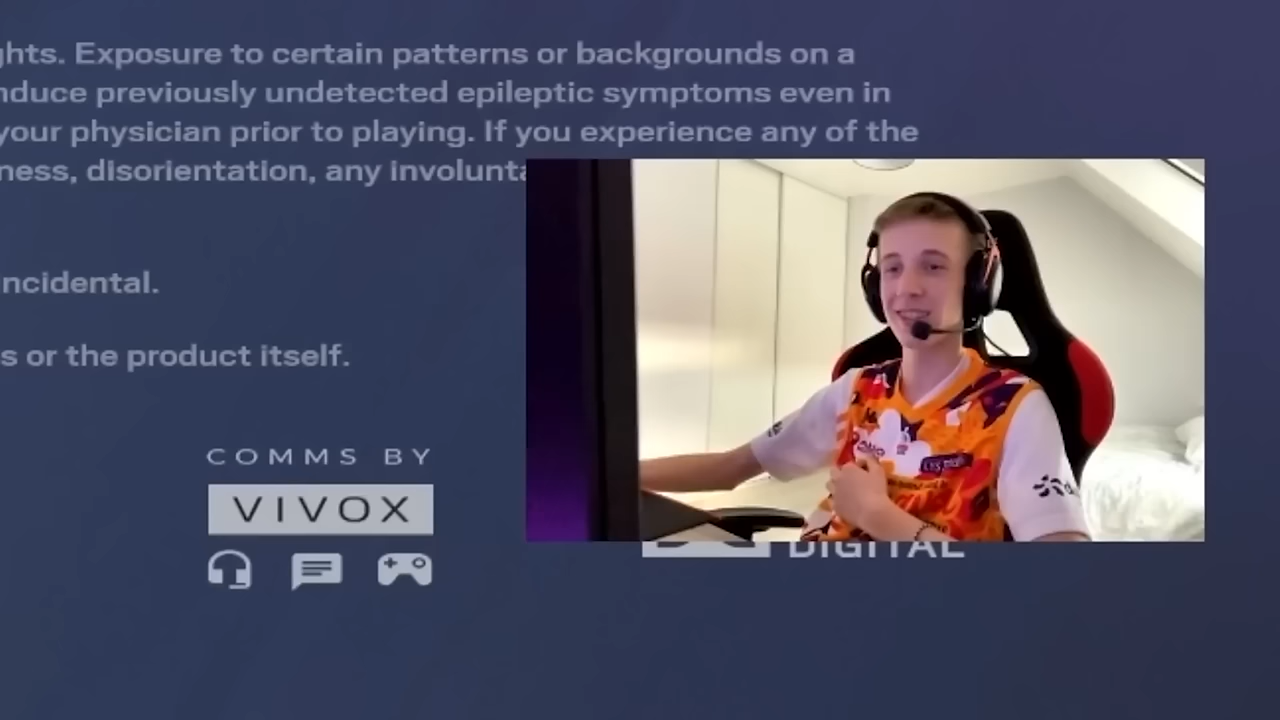 ghts. Exposure to certain patterns or backgrounds on a
nduce previously undetected epileptic symptoms even in
your physician prior to playing. If you experience any of the
ness, disorientation, any involunta
ncidental.
s or the product itself.
COMMS BY
VIVOX
DIGITAL